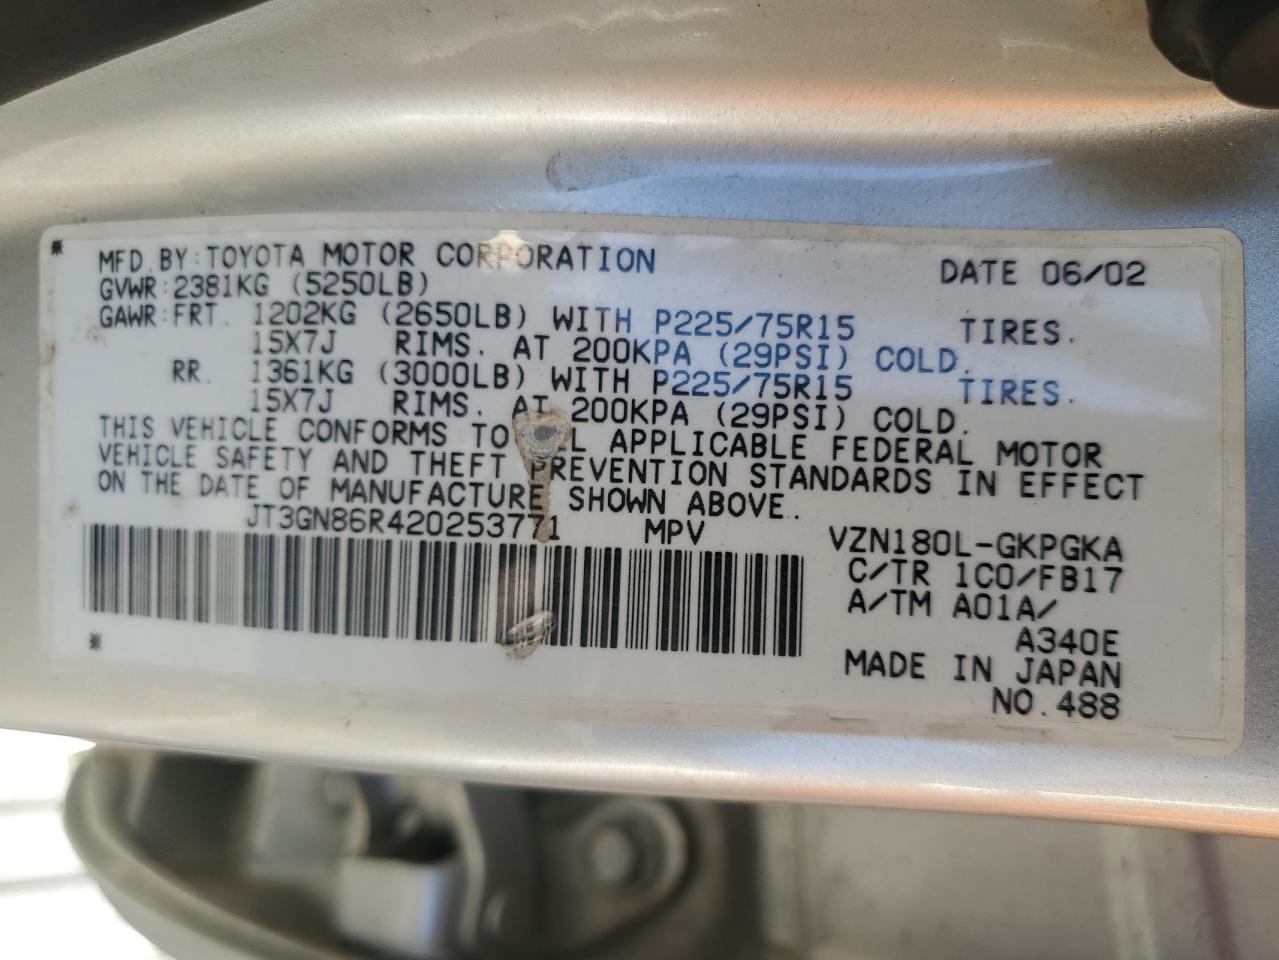 * MFD. BY: TOYOTA MOTOR CORPORATION DATE 06/02
GVWR: 2381KG (5250LB)
GAWR: FRT. 1202KG (2650LB) WITH P225/75R15 TIRES.
15X7J RIMS. AT 200KPA (29PSI) COLD.
RR. 1361KG (3000LB) WITH P225/75R15 TIRES.
15X7J RIMS. AT 200KPA (29PSI) COLD.
THIS VEHICLE CONFORMS TO ALL APPLICABLE FEDERAL MOTOR
VEHICLE SAFETY AND THEFT PREVENTION STANDARDS IN EFFECT
ON THE DATE OF MANUFACTURE SHOWN ABOVE.
JT3GN86R420253771 MPV VZN180L-GKPGKA
C/TR 1C0/FB17
A/TM A01A/
* A340E
MADE IN JAPAN
NO. 488